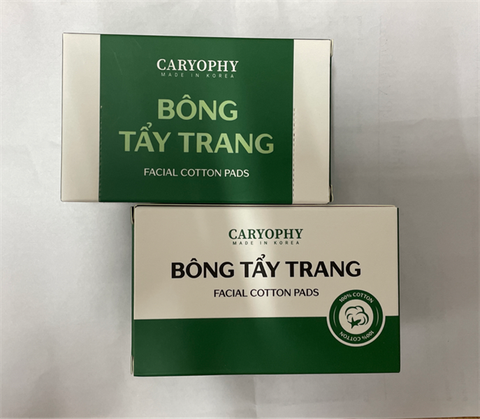 CARYOPHY
MADE IN KOREA
BÔNG
TẨY TRANG
FACIAL COTTON PADS
CARYOPHY
MADE IN KOREA
BÔNG TẨY TRANG
FACIAL COTTON PADS
100% COTTON
100% COTTON